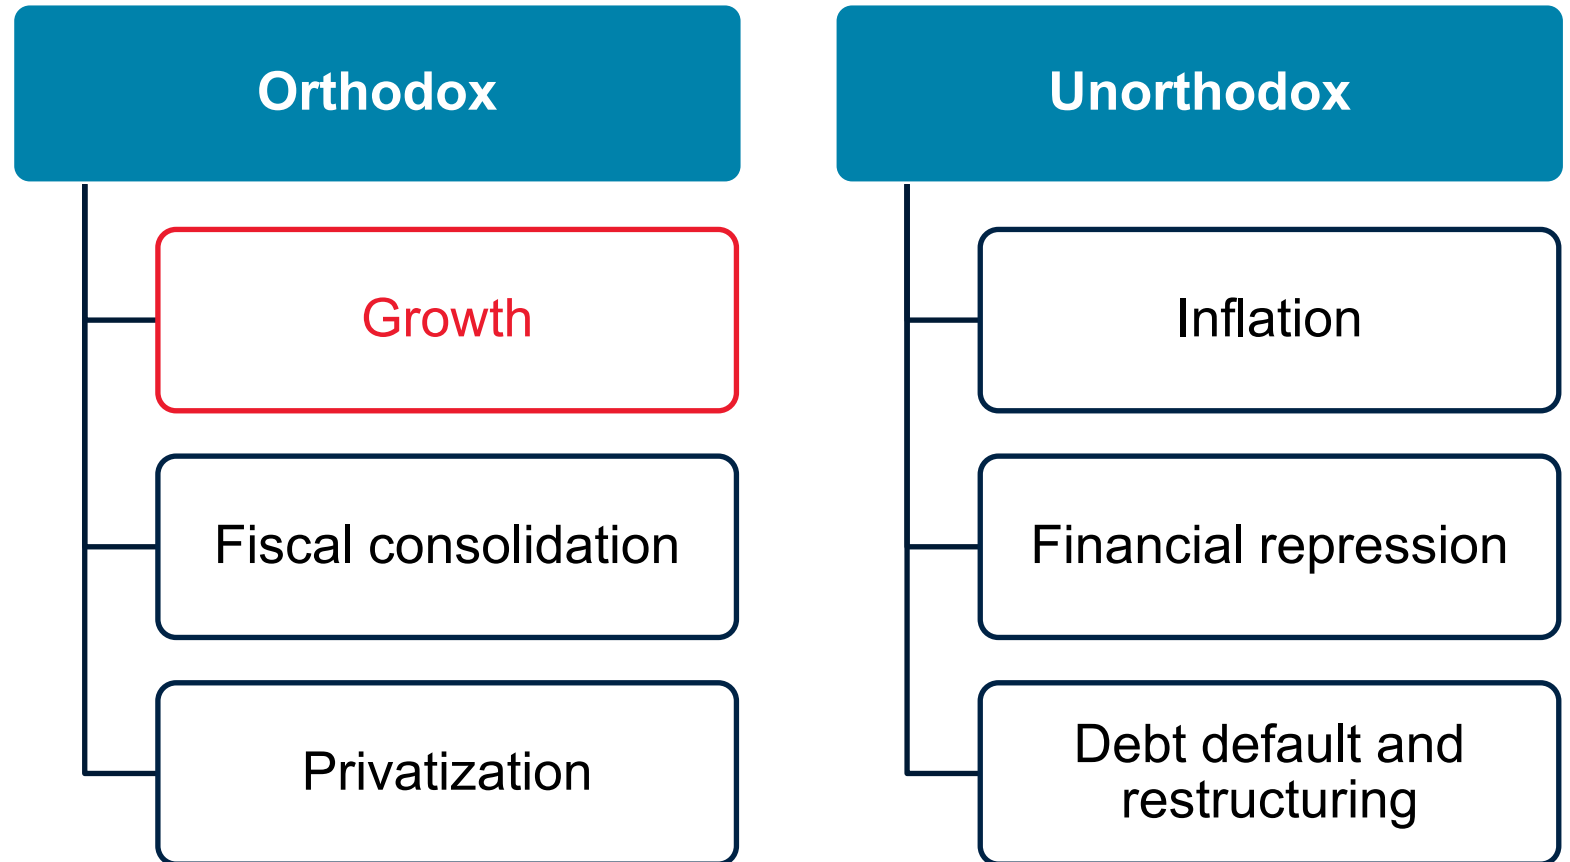 Orthodox
Growth
Fiscal consolidation
Privatization
Unorthodox
Inflation
Financial repression
Debt default and
restructuring